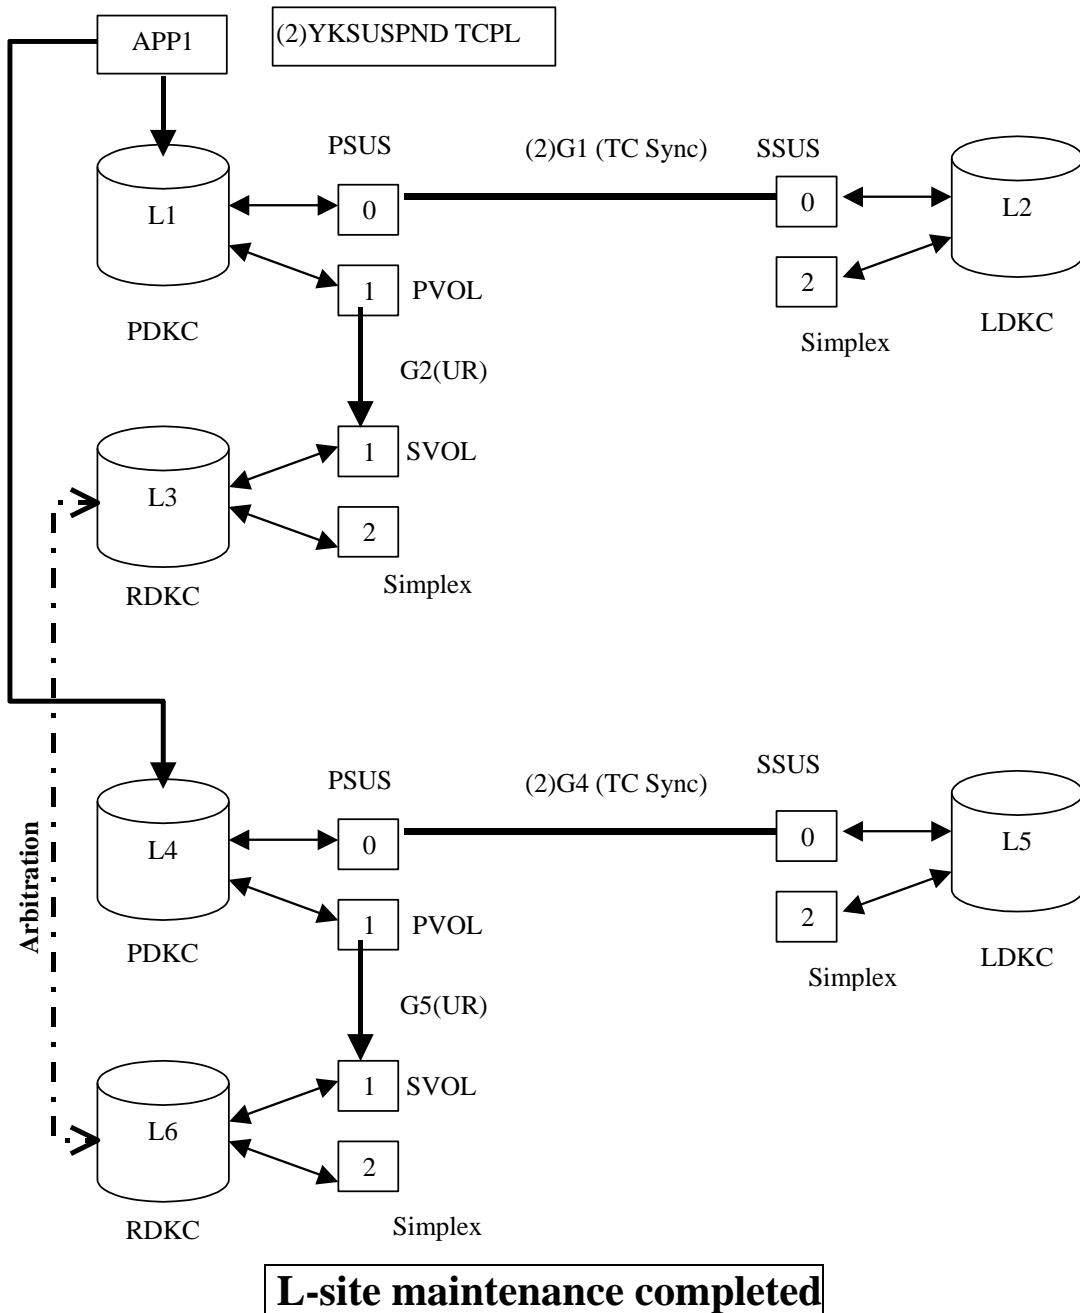 APP1
(2)YKSUSPND TCPL
PSUS
(2)G1 (TC Sync)
SSUS
L1
0
0
L2
1
PVOL
2
PDKC
LDKC
Simplex
G2(UR)
1
SVOL
L3
2
RDKC
Simplex
Arbitration
PSUS
(2)G4 (TC Sync)
SSUS
L4
0
0
L5
1
PVOL
2
PDKC
LDKC
Simplex
G5(UR)
1
SVOL
L6
2
RDKC
Simplex
L-site maintenance completed